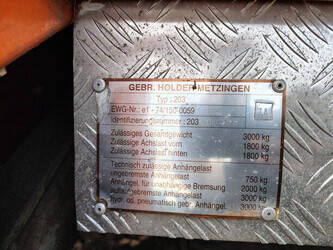 GEBR. HOLDER METZINGEN
Typ: 203
EWG-Nr.: e1 - 74/150-0059
Identifizierungsnummer: 203
Zulässiges Gesamtgewicht 3000 kg
Zulässige Achslast vorn 1800 kg
Zulässige Achslast hinten 1800 kg
Technisch zulässige Anhängelast
ungebremste Anhängelast 750 kg
Anhängel. für unabhängige Bremsung 2000 kg
auflaufgebremste Anhängelast 3000 kg
Hydr. od. pneumatisch gebr. Anhängel. 3000 kg